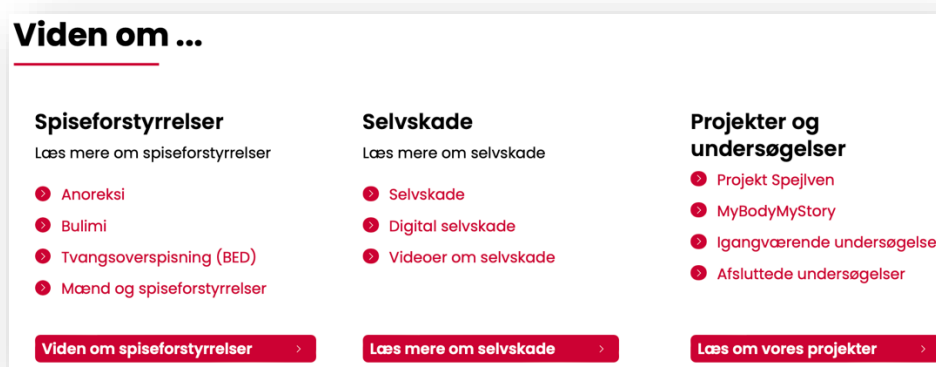 Viden om ...
Spiseforstyrrelser
Læs mere om spiseforstyrrelser
Anoreksi
Bulimi
Tvangsoverspisning (BED)
Mænd og spiseforstyrrelser
Viden om spiseforstyrrelser
Selvskade
Læs mere om selvskade
Selvskade
Digital selvskade
Videoer om selvskade
Læs mere om selvskade
Projekter og
undersøgelser
Projekt Spejlven
MyBodyMyStory
Igangværende undersøgelse
Afsluttede undersøgelser
Læs om vores projekter